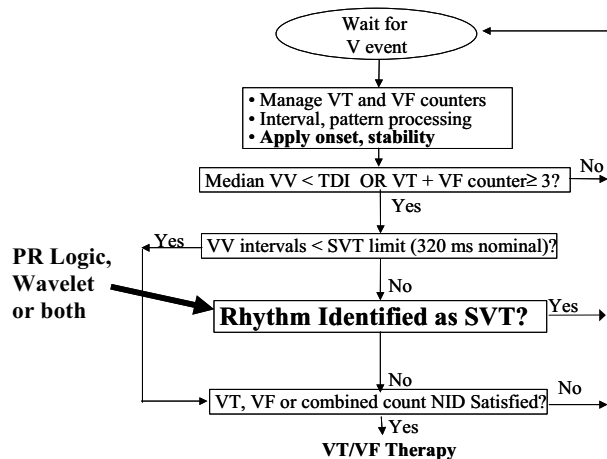 Wait for
V event
• Manage VT and VF counters
• Interval, pattern processing
• Apply onset, stability
No
Median VV < TDI OR VT + VF counter≥ 3?
Yes
Yes
VV intervals < SVT limit (320 ms nominal)?
PR Logic,
Wavelet
or both
No
Rhythm Identified as SVT?
Yes
No
VT, VF or combined count NID Satisfied?
No
Yes
VT/VF Therapy